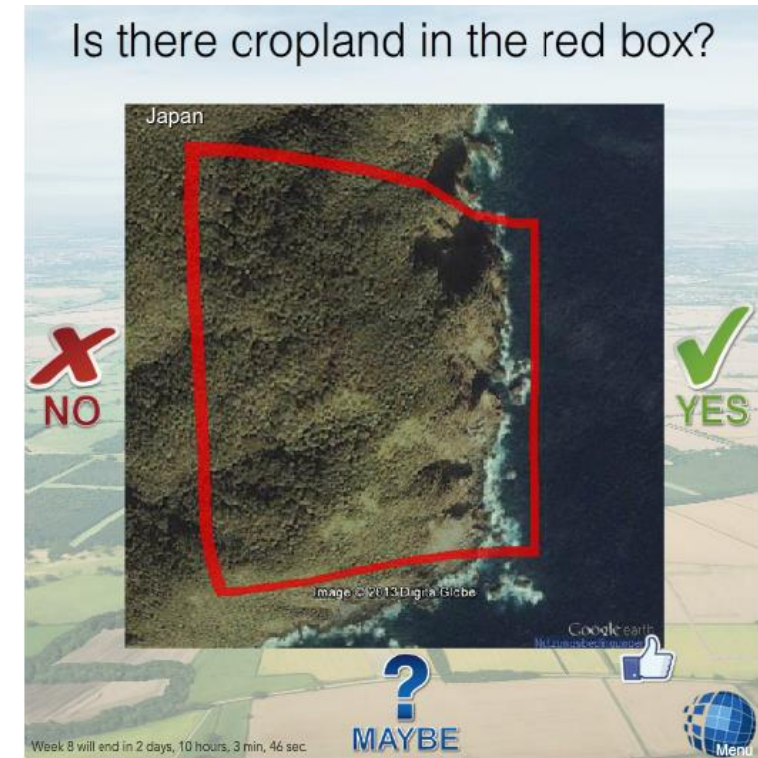 Is there cropland in the red box?
Japan
NO
YES
Image © 2013 DigitalGlobe
Google earth
MAYBE
Week 8 will end in 2 days, 10 hours, 3 min, 46 sec
Menu